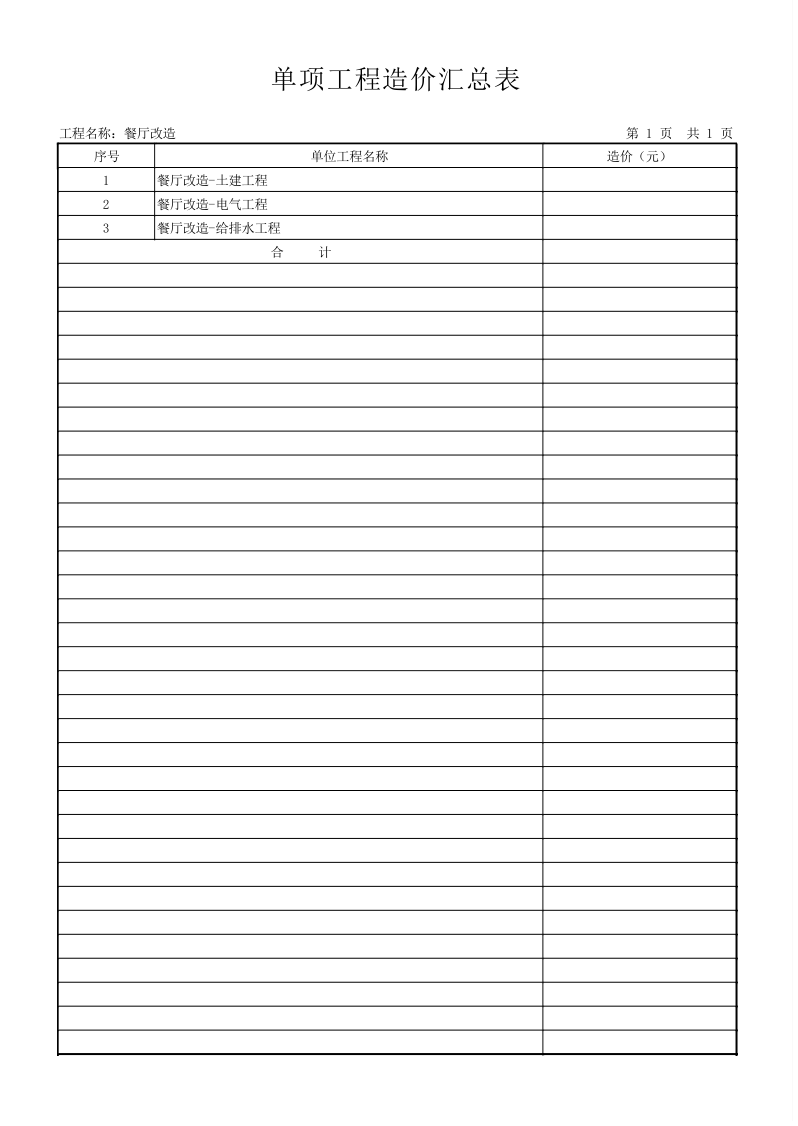 单项工程造价汇总表
工程名称：餐厅改造 第 1 页 共 1 页
序号 单位工程名称 造价（元）
1 餐厅改造-土建工程
2 餐厅改造-电气工程
3 餐厅改造-给排水工程
合 计